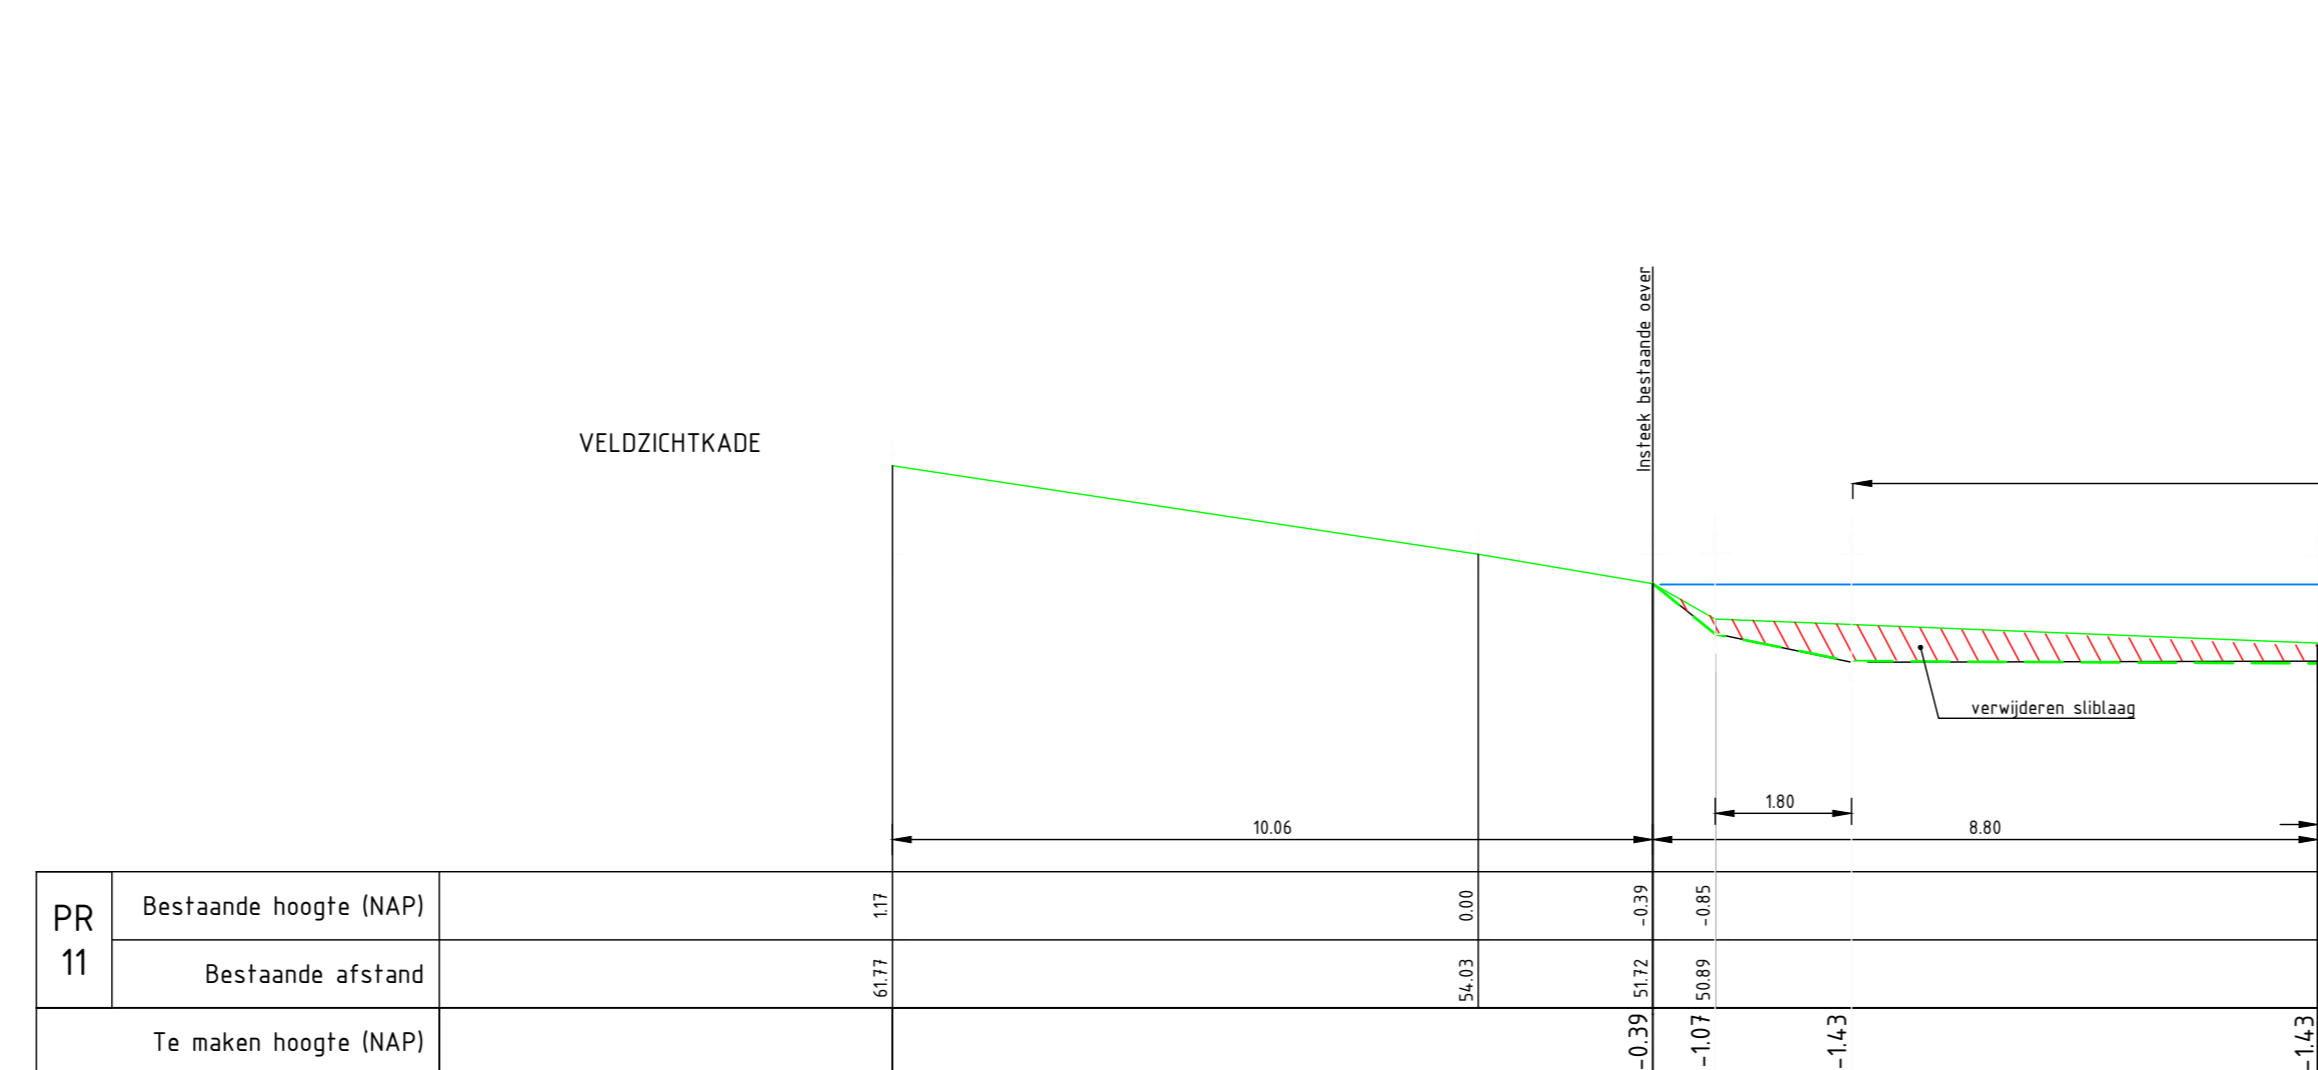 Insteek bestaande oever
VELDZICHTKADE
verwijderen sliblaag
1.80
10.06
8.80
PR
11
Bestaande hoogte (NAP)
1.17
0.00
-0.39
-0.85
Bestaande afstand
61.77
54.03
51.72
50.89
Te maken hoogte (NAP)
-0.39
-1.07
-1.43
-1.43